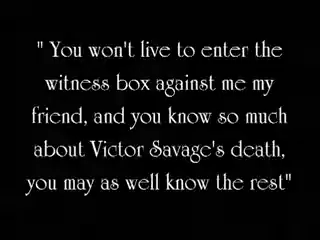 " You won't live to enter the
witness box against me my
friend, and you know so much
about Victor Savage's death,
you may as well know the rest"